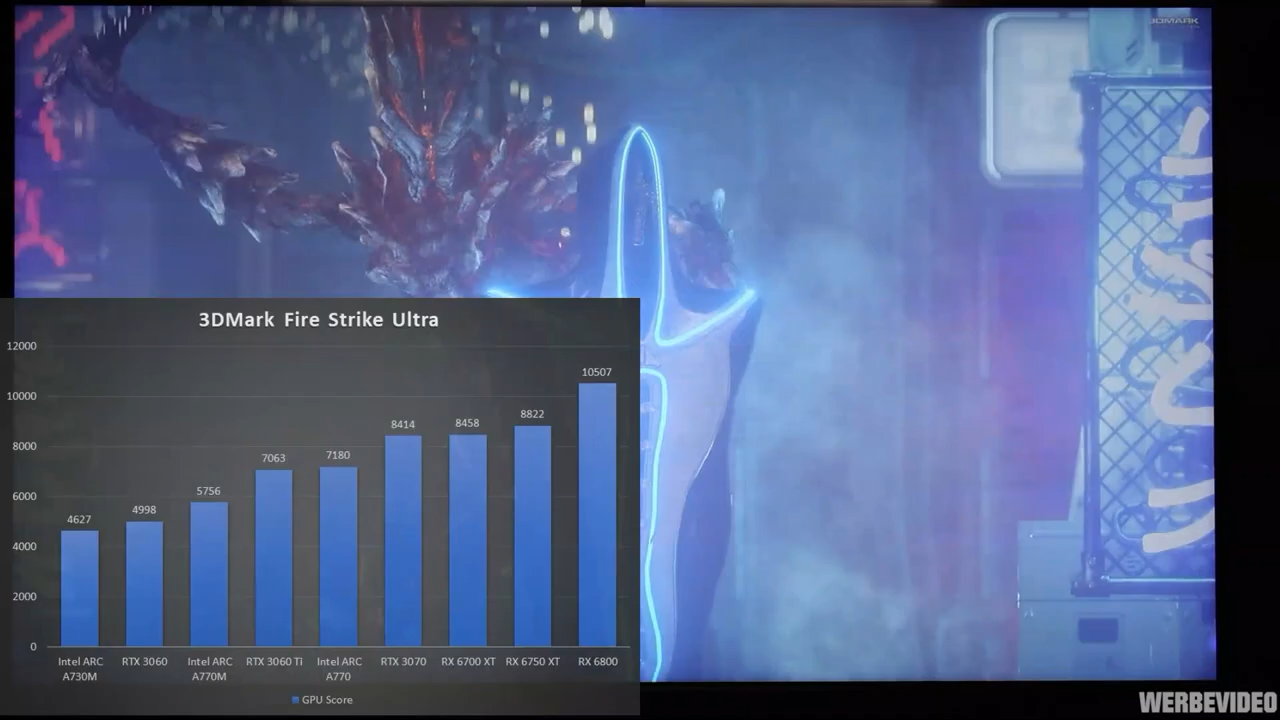 3DMARK
3DMark Fire Strike Ultra
12000
10000
8000
6000
4000
2000
0
4627
4998
5756
7063
7180
8414
8458
8822
10507
Intel ARC A730M
RTX 3060
Intel ARC A770M
RTX 3060 Ti
Intel ARC A770
RTX 3070
RX 6700 XT
RX 6750 XT
RX 6800
GPU Score
WERBEVIDEO